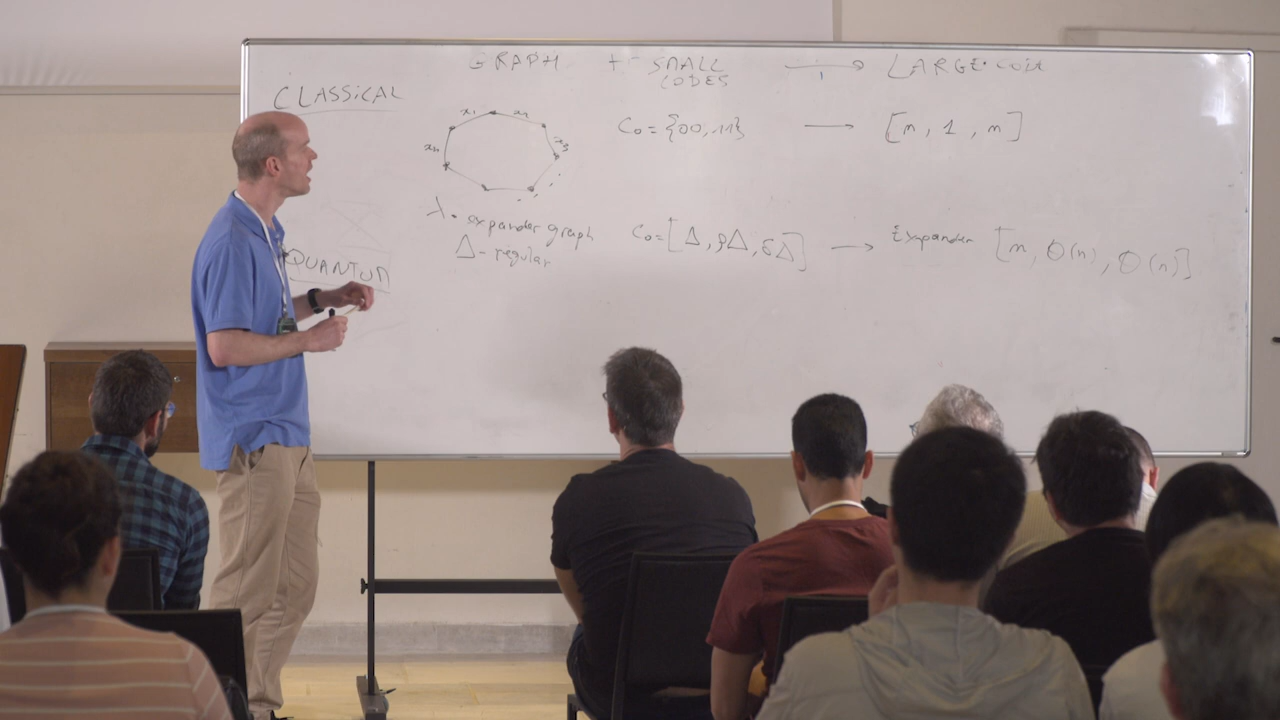 GRAPH + SMALL CODES → LARGE CODE
CLASSICAL
x₁ x₂ x₃ xₙ
C₀ = {00, 11} → [n, 1, n]
λ - expander graph
Δ - regular
C₀ = [Δ, ρΔ, δΔ] → Expander [n, Θ(n), Θ(n)]
QUANTUM